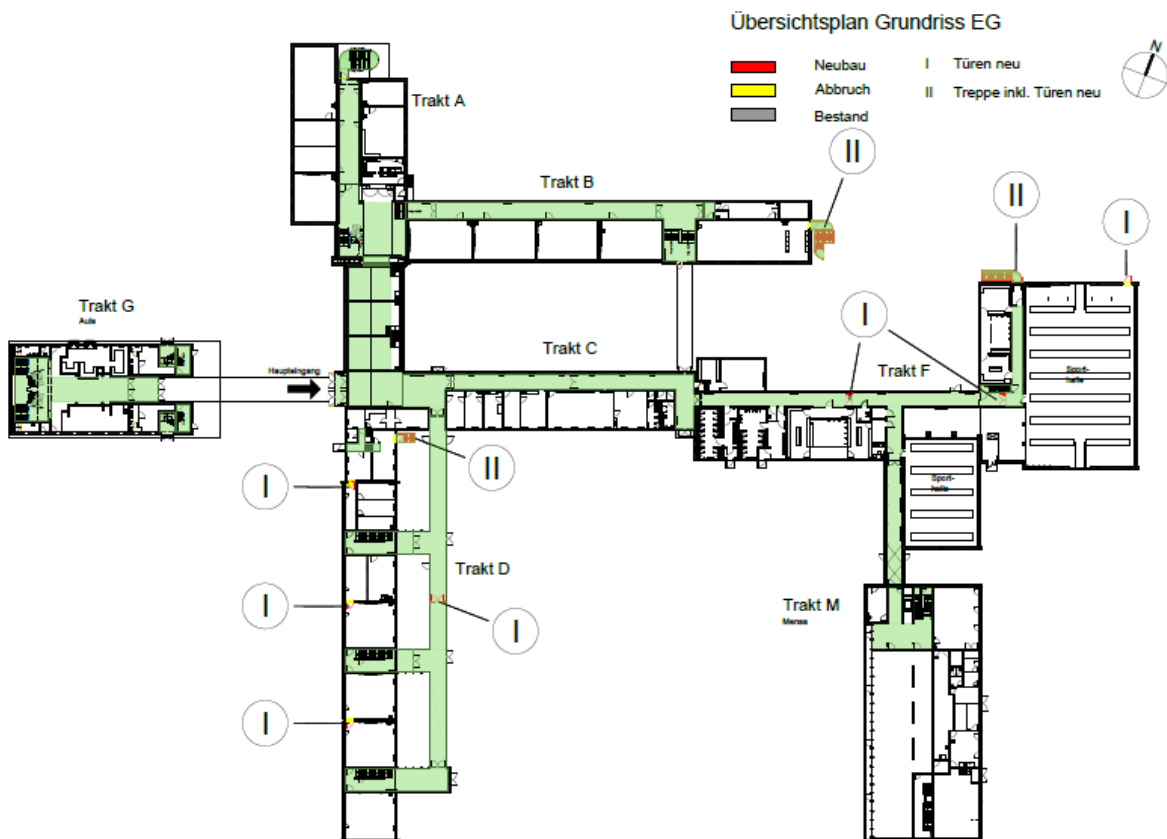 Übersichtsplan Grundriss EG
Neubau
I Türen neu
N
Abbruch
II Treppe inkl. Türen neu
Bestand
Trakt A
II
Trakt B
II
I
Trakt G
Aula
I
Trakt C
Haupteingang
Trakt F
Sport-
halle
II
I
Sport-
halle
Trakt D
I
I
Trakt M
Mensa
I